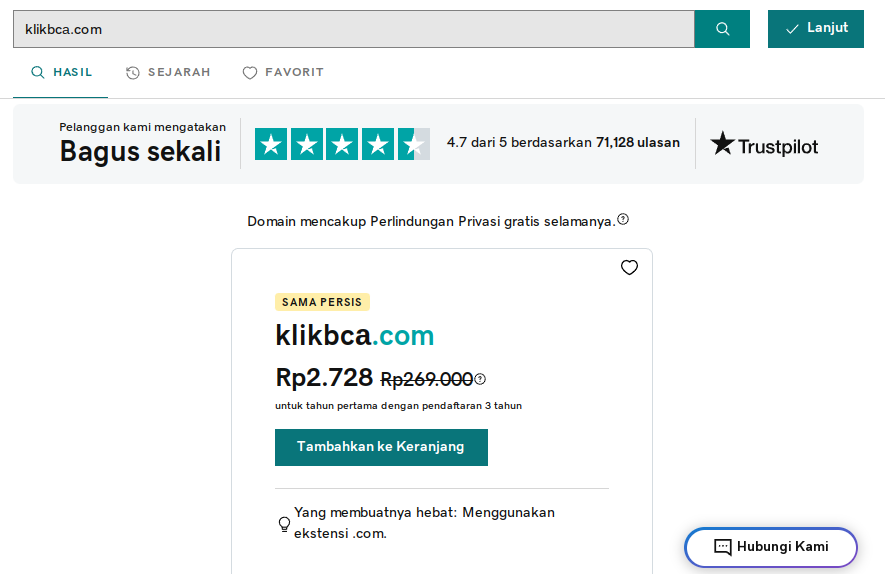 klikbca.com
Lanjut
HASIL
SEJARAH
FAVORIT
Pelanggan kami mengatakan
Bagus sekali
4.7 dari 5 berdasarkan 71,128 ulasan
Trustpilot
Domain mencakup Perlindungan Privasi gratis selamanya.
SAMA PERSIS
klikbca.com
Rp2.728 Rp269.000
untuk tahun pertama dengan pendaftaran 3 tahun
Tambahkan ke Keranjang
Yang membuatnya hebat: Menggunakan
ekstensi .com.
Hubungi Kami